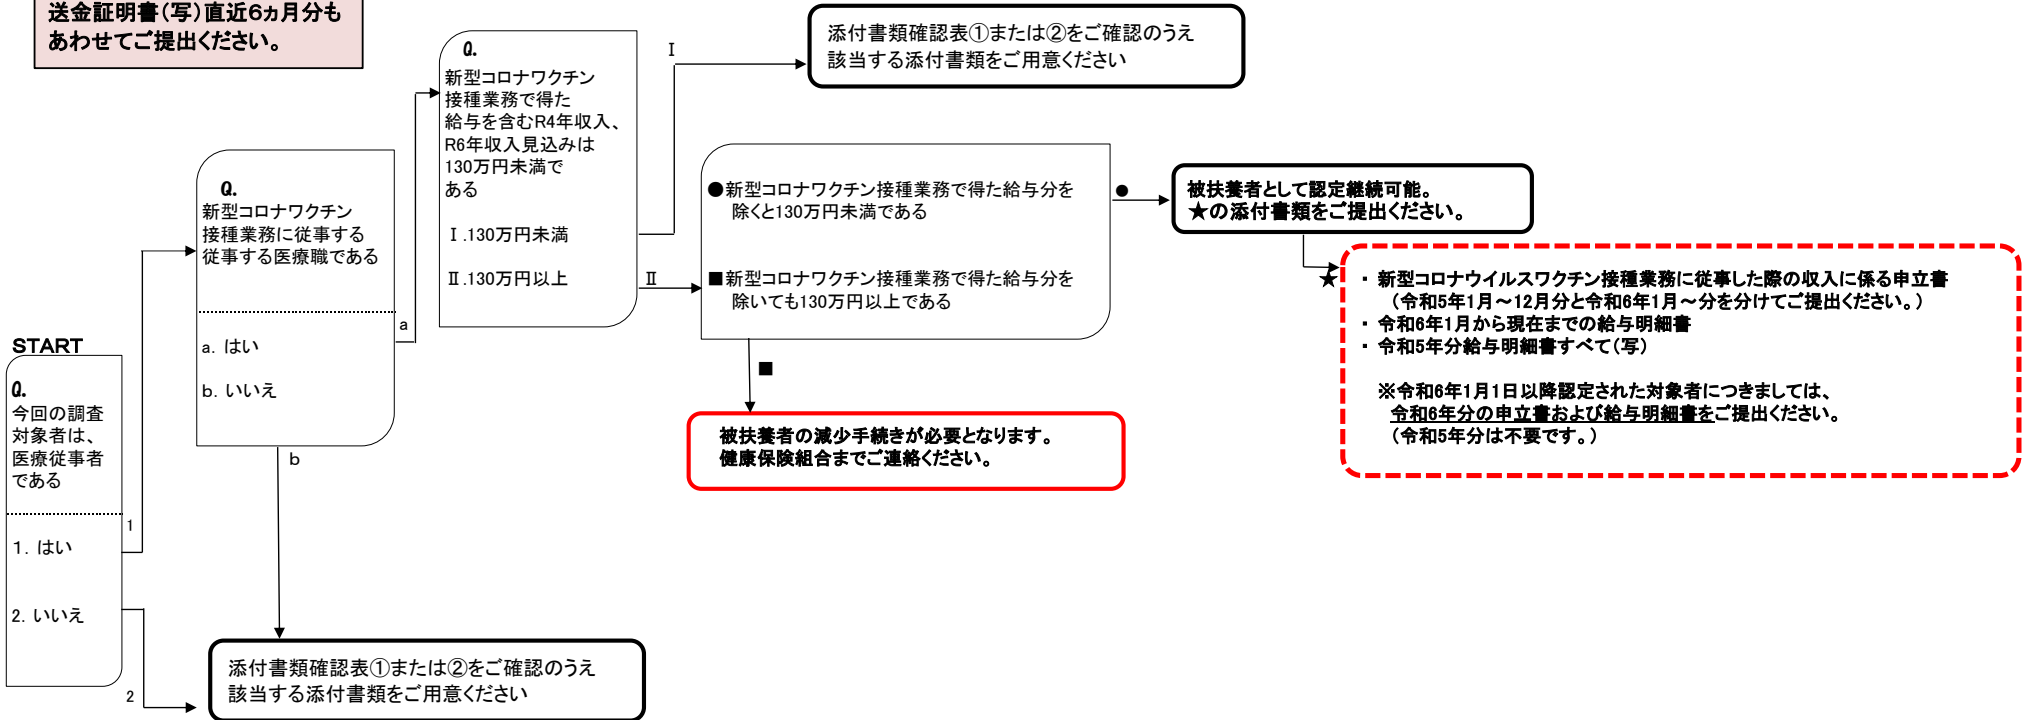 送金証明書(写)直近6ヵ月分も
あわせてご提出ください。
START
Q.
今回の調査
対象者は、
医療従事者
である
1. はい
2. いいえ
1
2
Q.
新型コロナワクチン
接種業務に従事する
従事する医療職である
a. はい
b. いいえ
a
b
Q.
新型コロナワクチン
接種業務で得た
給与を含むR4年収入、
R6年収入見込みは
130万円未満で
ある
Ⅰ.130万円未満
Ⅱ.130万円以上
Ⅰ
Ⅱ
添付書類確認表①または②をご確認のうえ
該当する添付書類をご用意ください
●新型コロナワクチン接種業務で得た給与分を
除くと130万円未満である
■新型コロナワクチン接種業務で得た給与分を
除いても130万円以上である
●
■
被扶養者として認定継続可能。
★の添付書類をご提出ください。
★
・ 新型コロナウイルスワクチン接種業務に従事した際の収入に係る申立書
(令和5年1月～12月分と令和6年1月～分を分けてご提出ください。)
・ 令和6年1月から現在までの給与明細書
・ 令和5年分給与明細書すべて(写)
※令和6年1月1日以降認定された対象者につきましては、
令和6年分の申立書および給与明細書をご提出ください。
(令和5年分は不要です。)
被扶養者の減少手続きが必要となります。
健康保険組合までご連絡ください。
添付書類確認表①または②をご確認のうえ
該当する添付書類をご用意ください